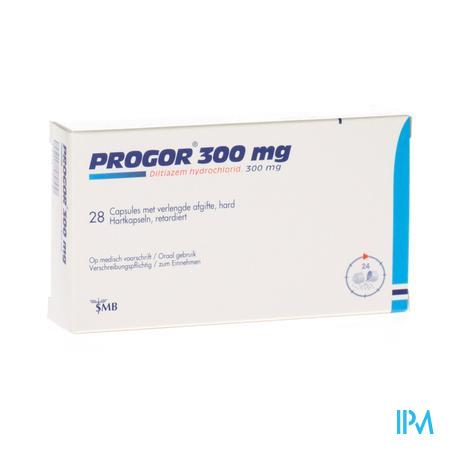 PROGOR® 300 mg
Diltiazem hydrochlorid. 300 mg
28 Capsules met verlengde afgifte, hard
Hartkapseln, retardiert
Op medisch voorschrift / Oraal gebruik
Verschreibungspflichtig / zum Einnehmen
24
SMB
PROGOR® 300 mg
IPM